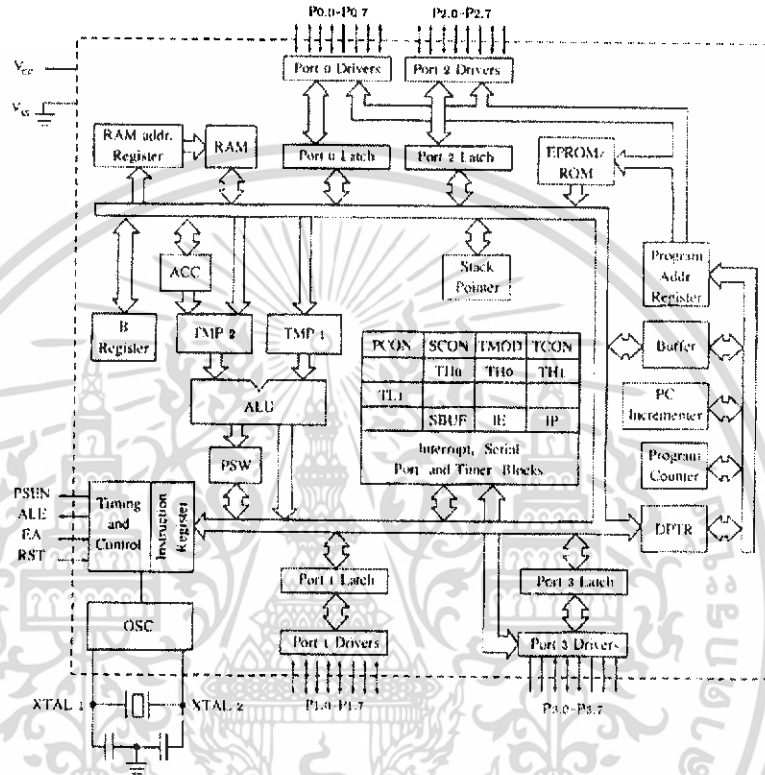 P0.0-P0.7
P2.0-P2.7
VCC
Port 0 Drivers
Port 2 Drivers
VSS
RAM addr.
Register
RAM
Port 0 Latch
Port 2 Latch
EPROM/
ROM
ACC
Stack
Pointer
Program
Addr
Register
B
Register
TMP 2
TMP 1
PCON SCON TMOD TCON
TH0 TH0 TH1
TL1
SBUF IE IP
Interrupt, Serial
Port and Timer Blocks
Buffer
ALU
PC
Incrementer
PSW
Program
Counter
PSEN
ALE
EA
RST
Timing
and
Control
Instruction
Register
DPTR
Port 1 Latch
Port 3 Latch
OSC
Port 1 Drivers
Port 3 Drivers
XTAL 1
XTAL 2
P1.0-P1.7
P3.0-P3.7